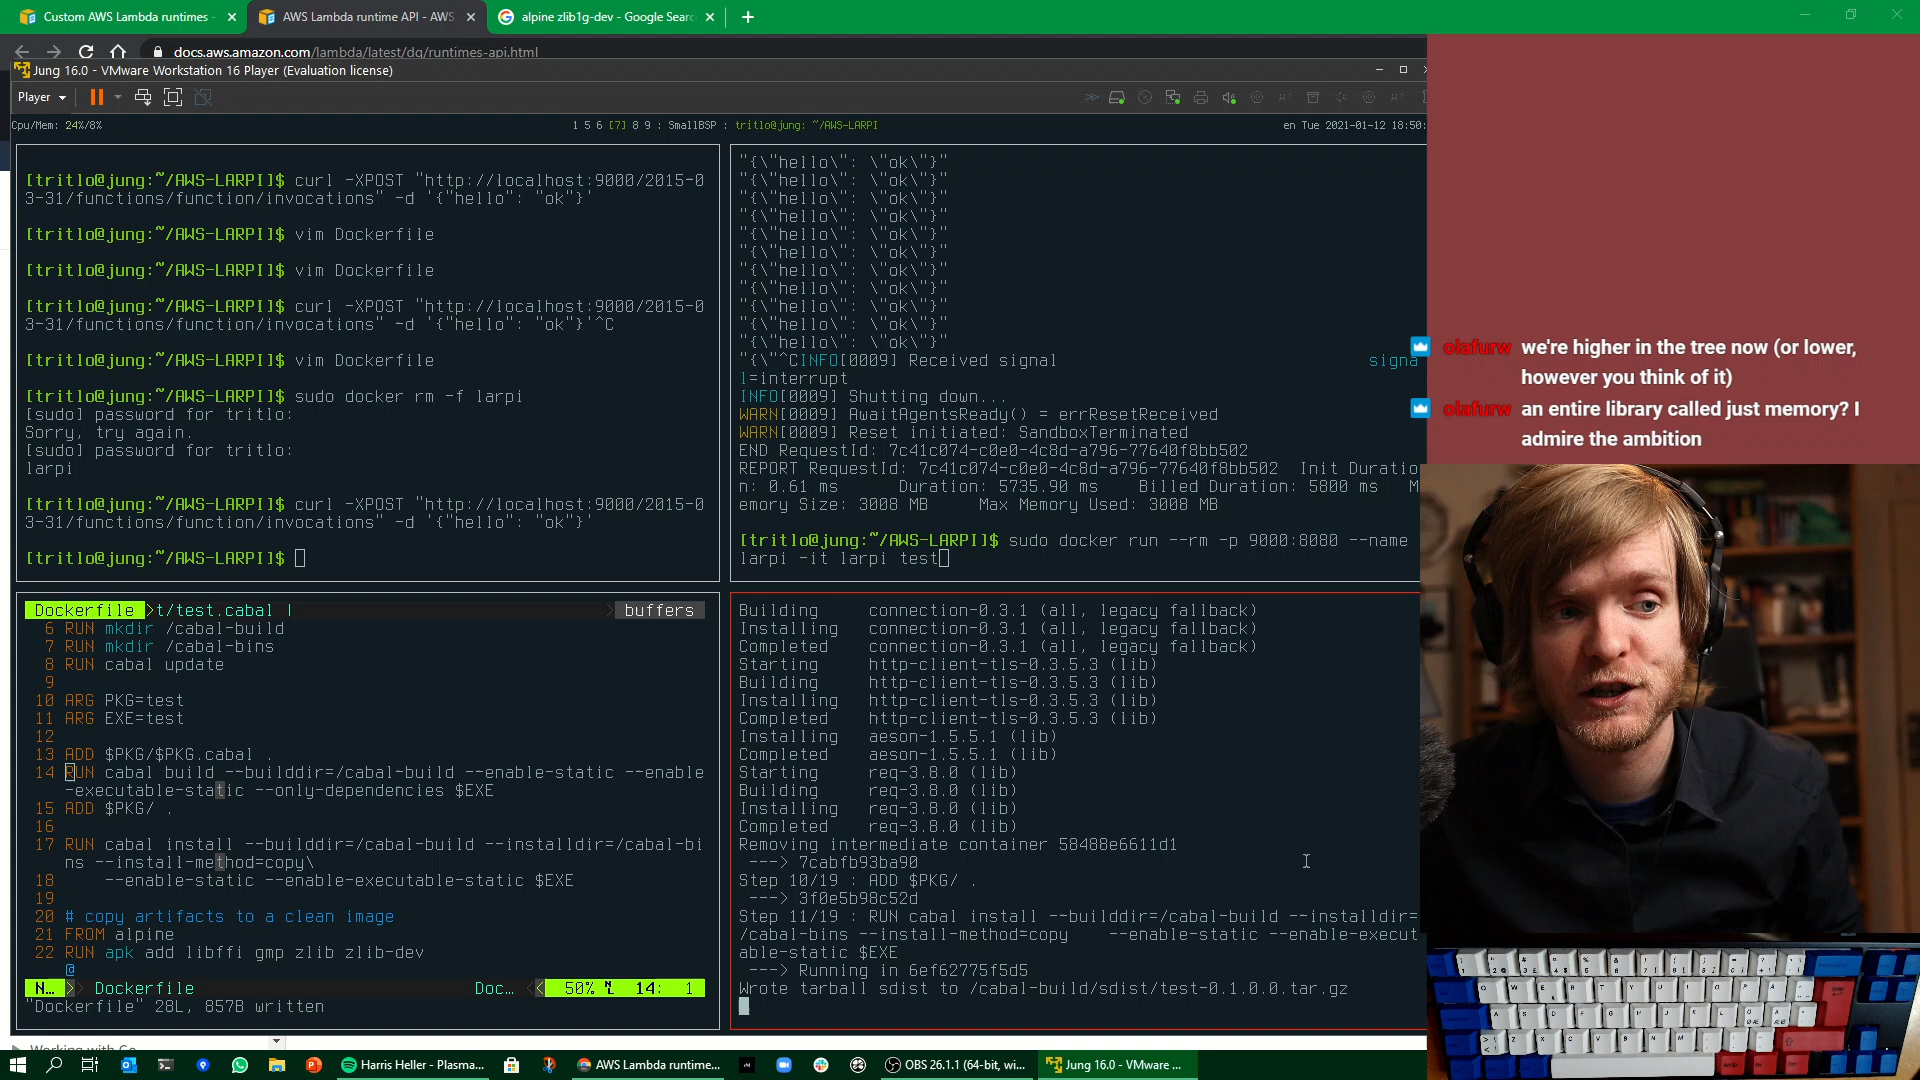 Custom AWS Lambda runtimes -
AWS Lambda runtime API - AWS
alpine zlib1g-dev - Google Searc
docs.aws.amazon.com/lambda/latest/dg/runtimes-api.html
Jung 16.0 - VMware Workstation 16 Player (Evaluation license)
Player
Cpu/Mem: 24%/8%
1 5 6 [7] 8 9 : SmallBSP : tritlo@jung: ~/AWS-LARPI
en Tue 2021-01-12 18:50:
[tritlo@jung:~/AWS-LARPI]$ curl -XPOST "http://localhost:9000/2015-0
3-31/functions/function/invocations" -d '{"hello": "ok"}'
[tritlo@jung:~/AWS-LARPI]$ vim Dockerfile
[tritlo@jung:~/AWS-LARPI]$ vim Dockerfile
[tritlo@jung:~/AWS-LARPI]$ curl -XPOST "http://localhost:9000/2015-0
3-31/functions/function/invocations" -d '{"hello": "ok"}'^C
[tritlo@jung:~/AWS-LARPI]$ vim Dockerfile
[tritlo@jung:~/AWS-LARPI]$ sudo docker rm -f larpi
[sudo] password for tritlo:
Sorry, try again.
[sudo] password for tritlo:
larpi
[tritlo@jung:~/AWS-LARPI]$ curl -XPOST "http://localhost:9000/2015-0
3-31/functions/function/invocations" -d '{"hello": "ok"}'
[tritlo@jung:~/AWS-LARPI]$
"{\"hello\": \"ok\"}"
"{\"hello\": \"ok\"}"
"{\"hello\": \"ok\"}"
"{\"hello\": \"ok\"}"
"{\"hello\": \"ok\"}"
"{\"hello\": \"ok\"}"
"{\"hello\": \"ok\"}"
"{\"hello\": \"ok\"}"
"{\"hello\": \"ok\"}"
"{\"hello\": \"ok\"}"
"{\"hello\": \"ok\"}"
"{\"^CINFO[0009] Received signal signa
l=interrupt
INFO[0009] Shutting down...
WARN[0009] AwaitAgentsReady() = errResetReceived
WARN[0009] Reset initiated: SandboxTerminated
END RequestId: 7c41c074-c0e0-4c8d-a796-77640f8bb502
REPORT RequestId: 7c41c074-c0e0-4c8d-a796-77640f8bb502 Init Duratio
n: 0.61 ms Duration: 5735.90 ms Billed Duration: 5800 ms M
emory Size: 3008 MB Max Memory Used: 3008 MB
[tritlo@jung:~/AWS-LARPI]$ sudo docker run --rm -p 9000:8080 --name
larpi -it larpi test
Dockerfile >t/test.cabal | buffers
6 RUN mkdir /cabal-build
7 RUN mkdir /cabal-bins
8 RUN cabal update
9
10 ARG PKG=test
11 ARG EXE=test
12
13 ADD $PKG/$PKG.cabal .
14 RUN cabal build --builddir=/cabal-build --enable-static --enable
-executable-static --only-dependencies $EXE
15 ADD $PKG/ .
16
17 RUN cabal install --builddir=/cabal-build --installdir=/cabal-bi
ns --install-method=copy\
18 --enable-static --enable-executable-static $EXE
19
20 # copy artifacts to a clean image
21 FROM alpine
22 RUN apk add libffi gmp zlib zlib-dev
@
N... > Dockerfile Doc... < 50% 14: 1
"Dockerfile" 28L, 857B written
Building connection-0.3.1 (all, legacy fallback)
Installing connection-0.3.1 (all, legacy fallback)
Completed connection-0.3.1 (all, legacy fallback)
Starting http-client-tls-0.3.5.3 (lib)
Building http-client-tls-0.3.5.3 (lib)
Installing http-client-tls-0.3.5.3 (lib)
Completed http-client-tls-0.3.5.3 (lib)
Installing aeson-1.5.5.1 (lib)
Completed aeson-1.5.5.1 (lib)
Starting req-3.8.0 (lib)
Building req-3.8.0 (lib)
Installing req-3.8.0 (lib)
Completed req-3.8.0 (lib)
Removing intermediate container 58488e6611d1
---> 7cabfb93ba90
Step 10/19 : ADD $PKG/ .
---> 3f0e5b98c52d
Step 11/19 : RUN cabal install --builddir=/cabal-build --installdir=
/cabal-bins --install-method=copy --enable-static --enable-execut
able-static $EXE
---> Running in 6ef62775f5d5
Wrote tarball sdist to /cabal-build/sdist/test-0.1.0.0.tar.gz
olafurw we're higher in the tree now (or lower,
however you think of it)
olafurw an entire library called just memory? I
admire the ambition
Harris Heller - Plasma...
AWS Lambda runtime...
OBS 26.1.1 (64-bit, wi...
Jung 16.0 - VMware ...